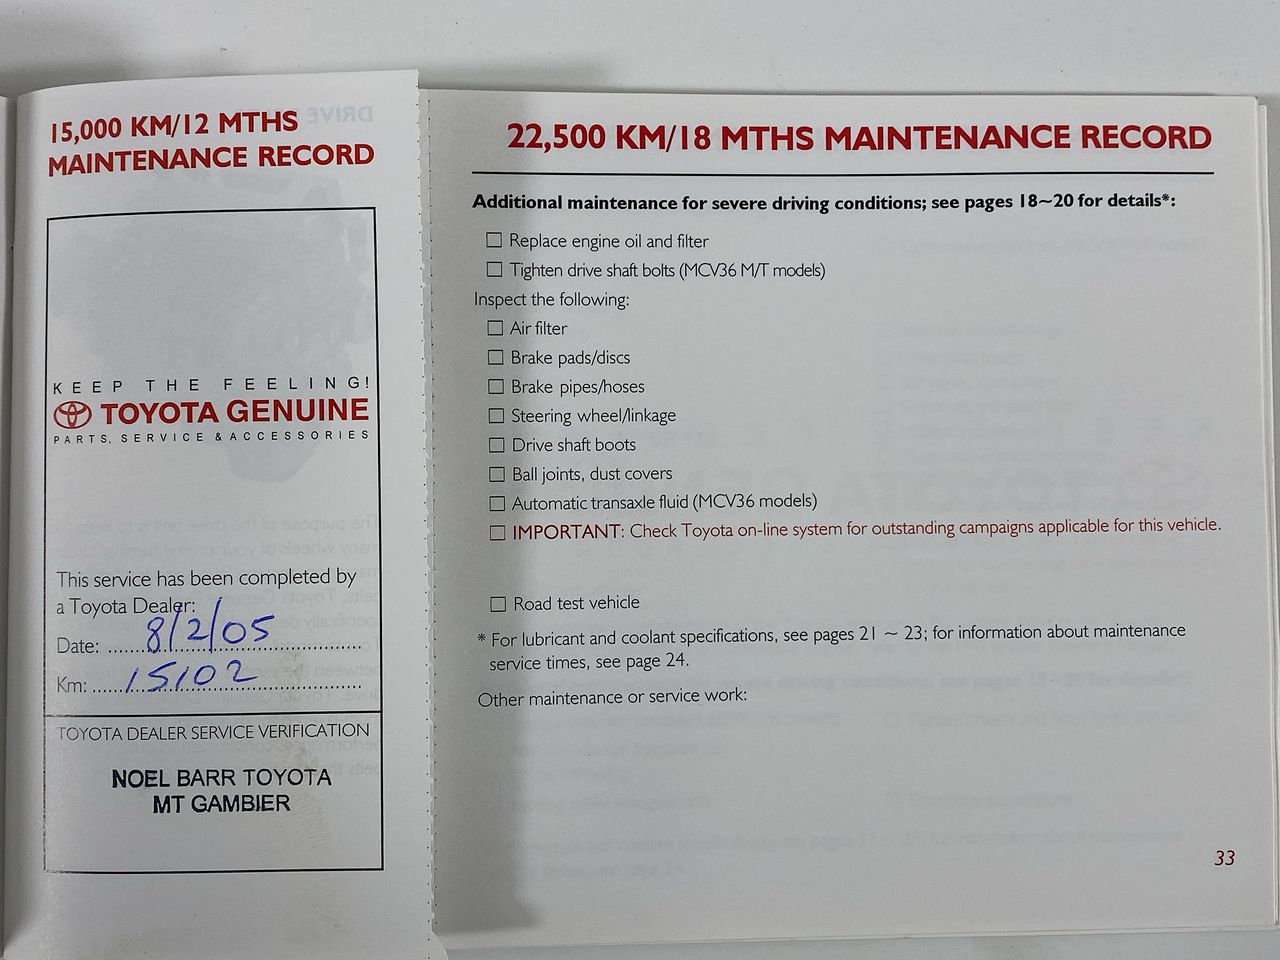 15,000 KM/12 MTHS
MAINTENANCE RECORD
KEEP THE FEELING!
TOYOTA GENUINE
PARTS, SERVICE & ACCESSORIES
This service has been completed by
a Toyota Dealer:
Date: 8/2/05
Km: 15102
TOYOTA DEALER SERVICE VERIFICATION
NOEL BARR TOYOTA
MT GAMBIER
22,500 KM/18 MTHS MAINTENANCE RECORD
Additional maintenance for severe driving conditions; see pages 18~20 for details*:
Replace engine oil and filter
Tighten drive shaft bolts (MCV36 M/T models)
Inspect the following:
Air filter
Brake pads/discs
Brake pipes/hoses
Steering wheel/linkage
Drive shaft boots
Ball joints, dust covers
Automatic transaxle fluid (MCV36 models)
IMPORTANT: Check Toyota on-line system for outstanding campaigns applicable for this vehicle.
Road test vehicle
* For lubricant and coolant specifications, see pages 21 ~ 23; for information about maintenance
service times, see page 24.
Other maintenance or service work:
33